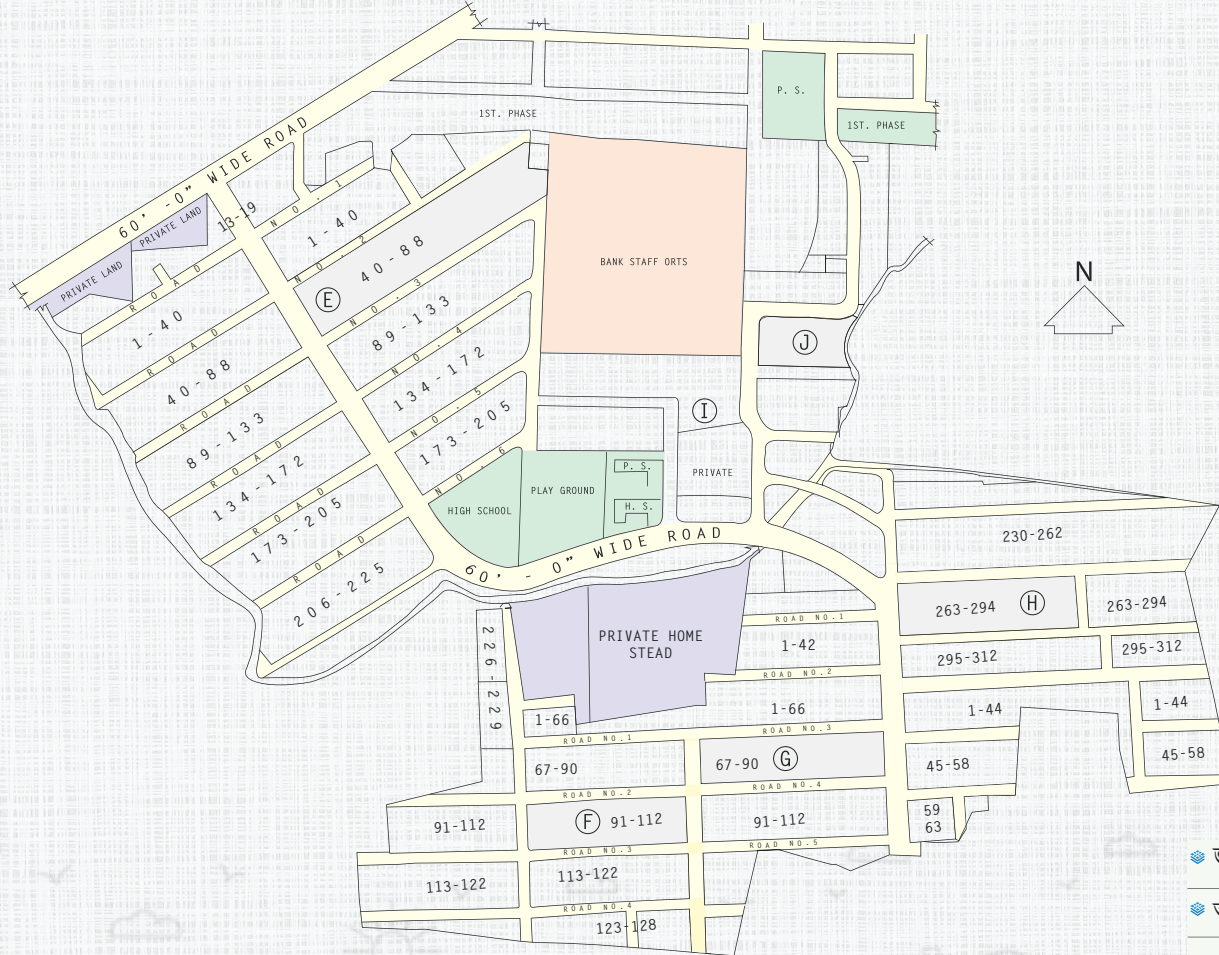 P. S.
1ST. PHASE
1ST. PHASE
60' -0" WIDE ROAD
PRIVATE LAND
PRIVATE LAND
13-19
ROAD NO.1
1-40
1-40
ROAD NO.2
40-88
E
40-88
ROAD NO.3
89-133
89-133
ROAD NO.4
134-172
134-172
ROAD NO.5
173-205
173-205
ROAD NO.6
206-225
BANK STAFF QRTS
N
J
I
PRIVATE
P. S.
H. S.
PLAY GROUND
HIGH SCHOOL
60' - 0" WIDE ROAD
230-262
263-294
H
263-294
295-312
295-312
1-44
1-44
45-58
45-58
59
63
PRIVATE HOME
STEAD
226-229
ROAD NO.1
1-42
ROAD NO.2
1-66
1-66
ROAD NO.1
ROAD NO.3
67-90
67-90
G
ROAD NO.2
ROAD NO.4
91-112
F
91-112
91-112
ROAD NO.3
ROAD NO.5
113-122
113-122
ROAD NO.4
123-128